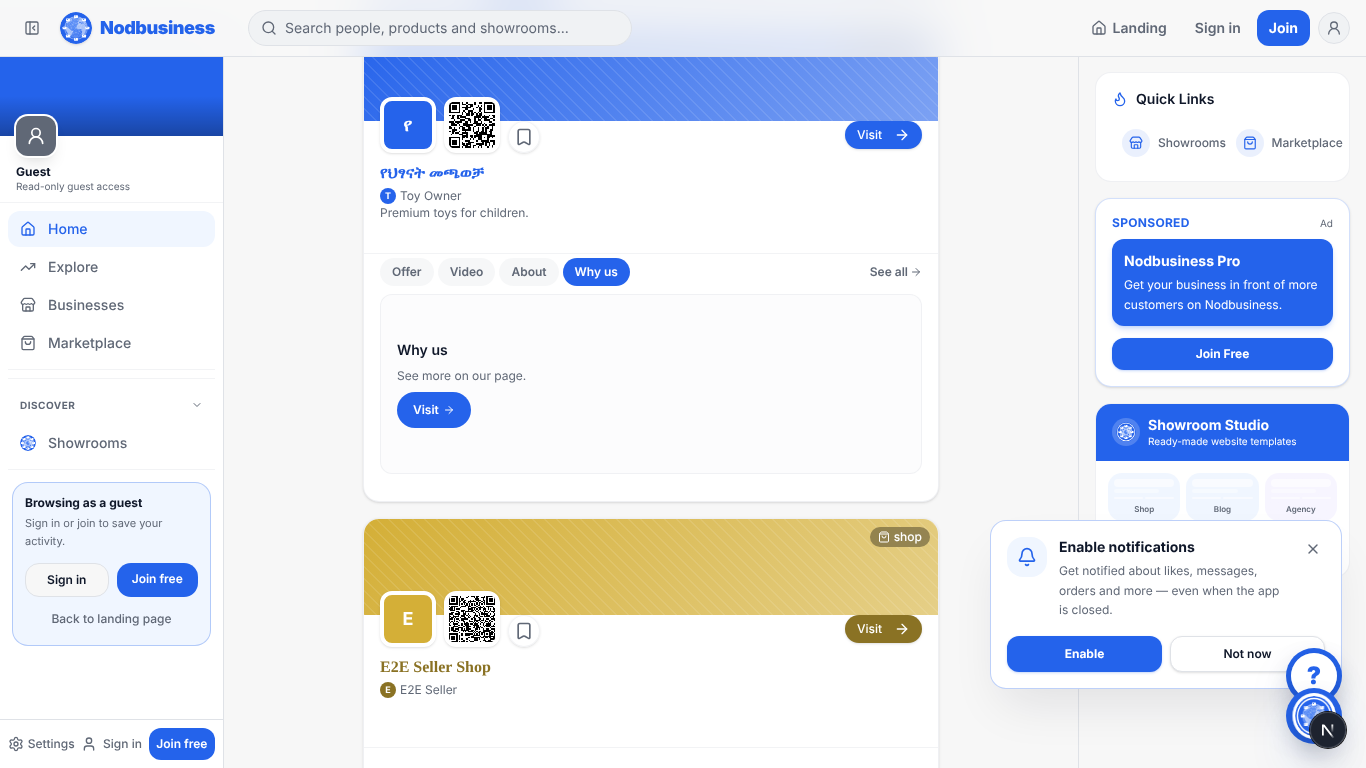 Nodbusiness
Search people, products and showrooms...
Landing
Sign in
Join
Guest
Read-only guest access
Home
Explore
Businesses
Marketplace
DISCOVER
Showrooms
Browsing as a guest
Sign in or join to save your
activity.
Sign in
Join free
Back to landing page
Settings
Sign in
Join free
የ
Visit
የህፃናት መጫወቻ
T
Toy Owner
Premium toys for children.
Offer
Video
About
Why us
See all
Why us
See more on our page.
Visit
shop
E
Visit
E2E Seller Shop
E
E2E Seller
Quick Links
Showrooms
Marketplace
SPONSORED
Ad
Nodbusiness Pro
Get your business in front of more
customers on Nodbusiness.
Join Free
Showroom Studio
Ready-made website templates
Shop
Blog
Agency
Enable notifications
Get notified about likes, messages,
orders and more — even when the app
is closed.
Enable
Not now
?
N